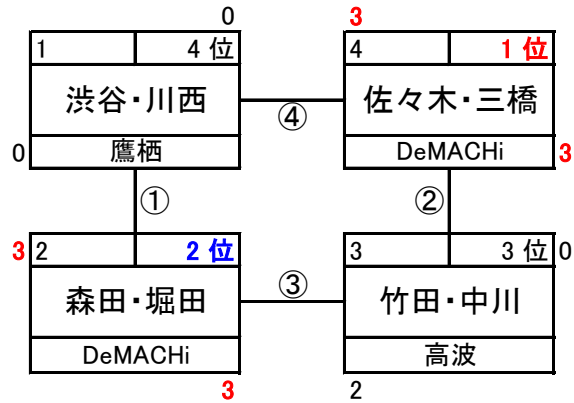 0 3
1 4位 4 1位
渋谷・川西 佐々木・三橋
④
0 鷹栖 DeMACHi 3
① ②
3 2 2位 3 3位 0
森田・堀田 竹田・中川
③
DeMACHi 高波
3 2